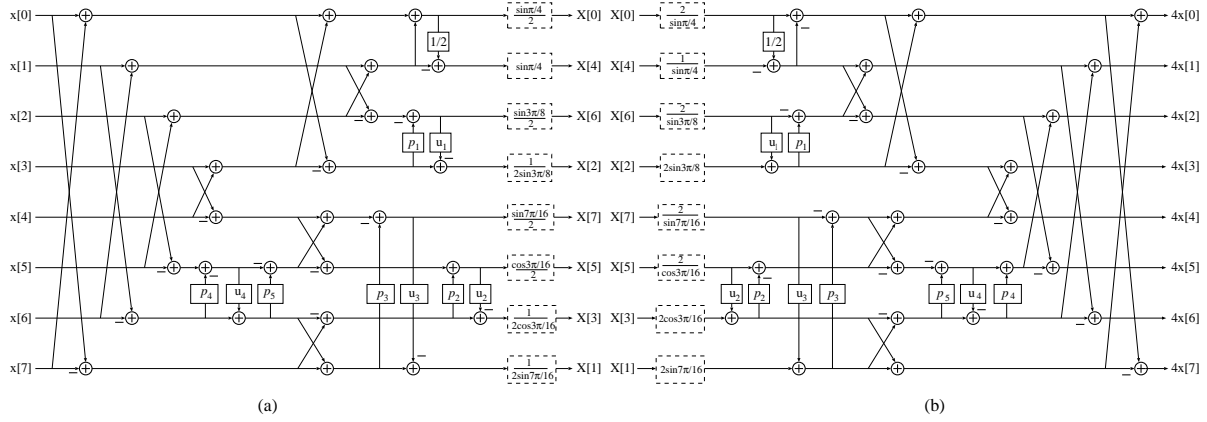 x[0] sinπ/4 2 X[0] X[0] 2 sinπ/4 4x[0]
1/2 1/2
x[1] sinπ/4 X[4] X[4] 1 sinπ/4 4x[1]
x[2] sin3π/8 2 X[6] X[6] 2 sin3π/8 4x[2]
p1 u1 u1 p1
x[3] 1 2sin3π/8 X[2] X[2] 2sin3π/8 4x[3]
x[4] sin7π/16 2 X[7] X[7] 2 sin7π/16 4x[4]
x[5] cos3π/16 2 X[5] X[5] 2 cos3π/16 4x[5]
p4 u4 p5 p3 u3 p2 u2 u2 p2 u3 p3 p5 u4 p4
x[6] 1 2cos3π/16 X[3] X[3] 2cos3π/16 4x[6]
x[7] 1 2sin7π/16 X[1] X[1] 2sin7π/16 4x[7]
(a) (b)